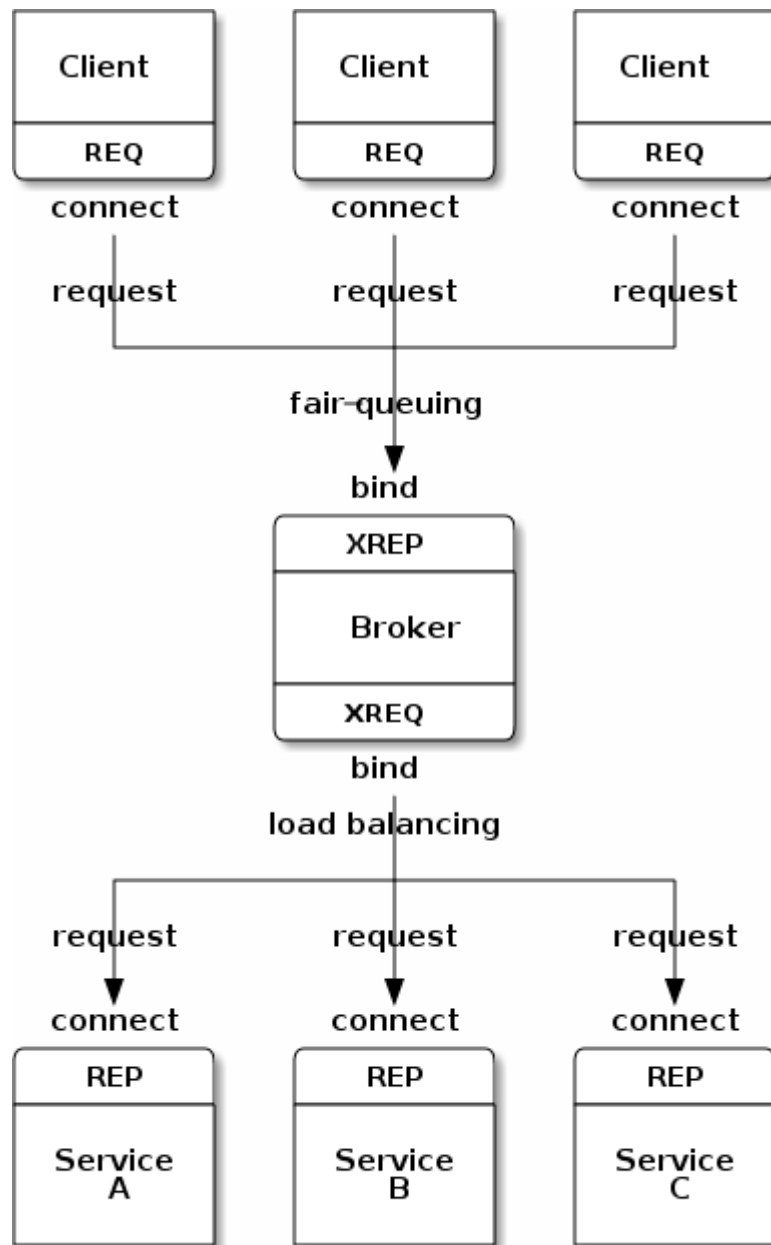 Client Client Client
REQ REQ REQ
connect connect connect
request request request
fair-queuing
bind
XREP
Broker
XREQ
bind
load balancing
request request request
connect connect connect
REP REP REP
Service Service Service
A B C